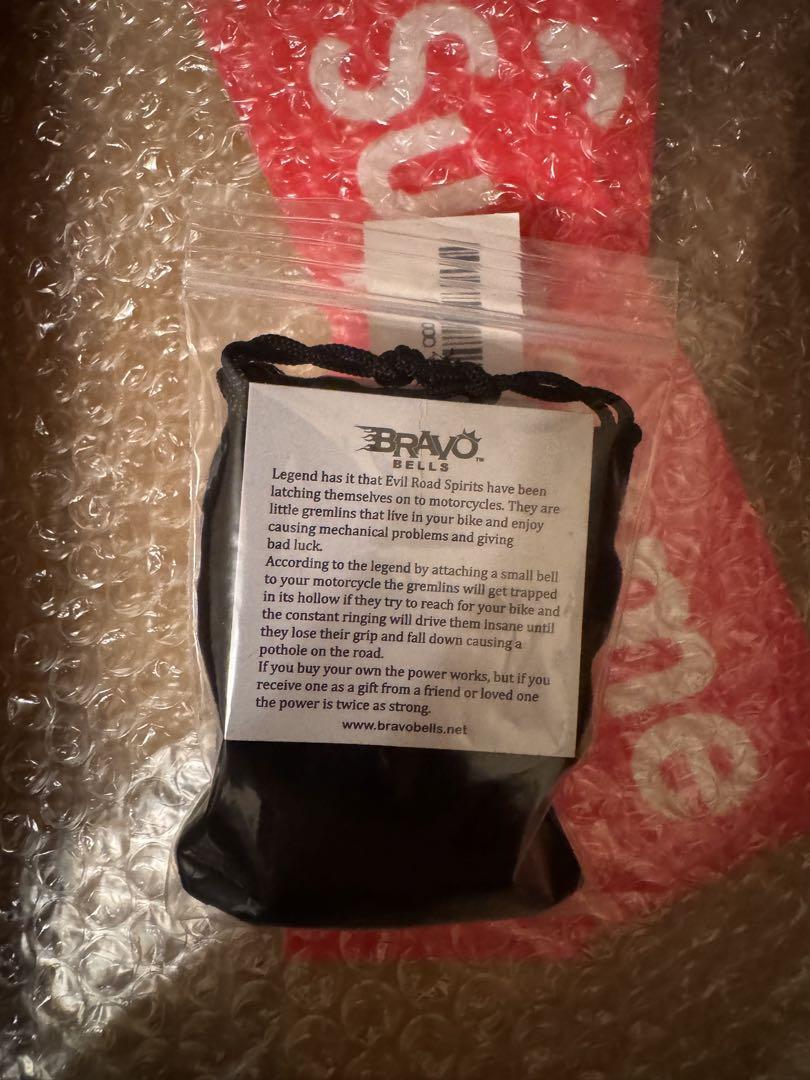 Su
BRAVO™
BELLS
Legend has it that Evil Road Spirits have been
latching themselves on to motorcycles. They are
little gremlins that live in your bike and enjoy
causing mechanical problems and giving
bad luck.
According to the legend by attaching a small bell
to your motorcycle the gremlins will get trapped
in its hollow if they try to reach for your bike and
the constant ringing will drive them insane until
they lose their grip and fall down causing a
pothole on the road.
If you buy your own the power works, but if you
receive one as a gift from a friend or loved one
the power is twice as strong.
www.bravobells.net
me